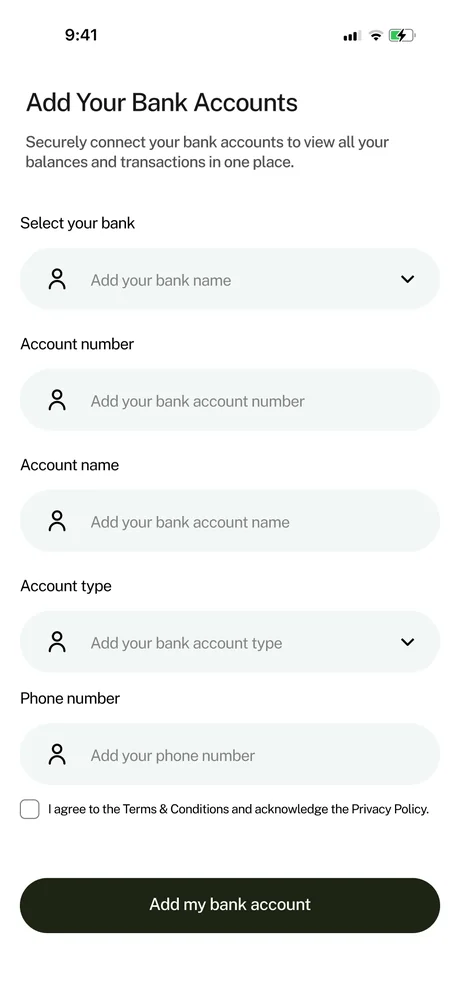 9:41
Add Your Bank Accounts
Securely connect your bank accounts to view all your
balances and transactions in one place.
Select your bank
Add your bank name
Account number
Add your bank account number
Account name
Add your bank account name
Account type
Add your bank account type
Phone number
Add your phone number
I agree to the Terms & Conditions and acknowledge the Privacy Policy.
Add my bank account